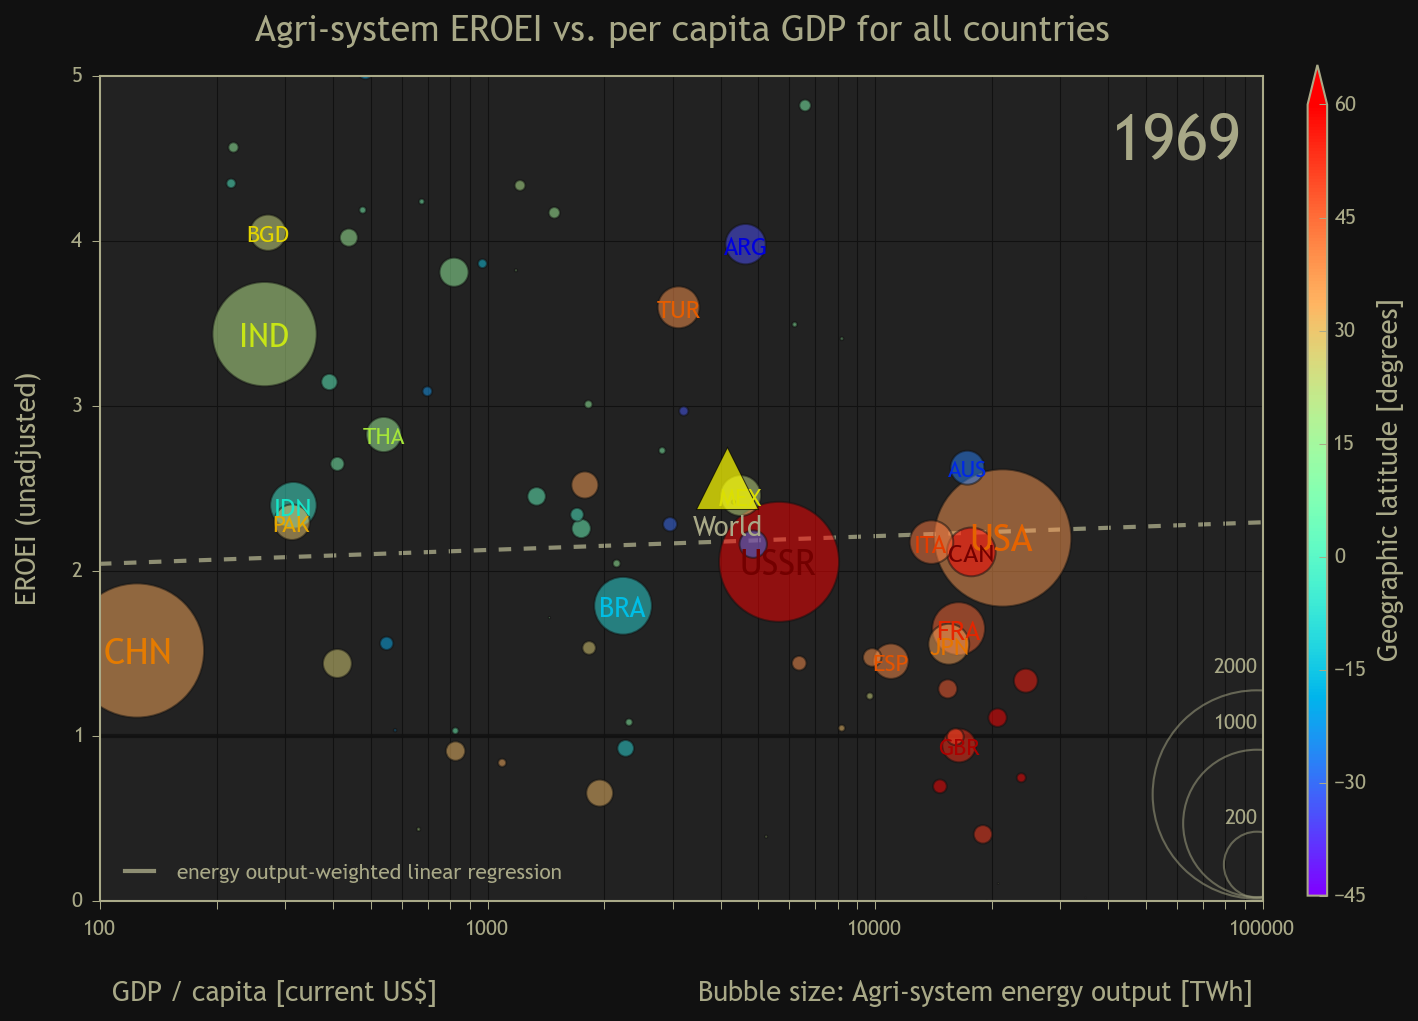 Agri-system EROEI vs. per capita GDP for all countries
1969
5
4
3
2
1
0
EROEI (unadjusted)
BGD
ARG
TUR
IND
THA
AUS
IDN
PAK
World
USSR
ITA
CAN
USA
BRA
CHN
FRA
JPN
ESP
GBR
2000
1000
200
energy output-weighted linear regression
100
1000
10000
100000
GDP / capita [current US$]
Bubble size: Agri-system energy output [TWh]
60
45
30
15
0
−15
−30
−45
Geographic latitude [degrees]